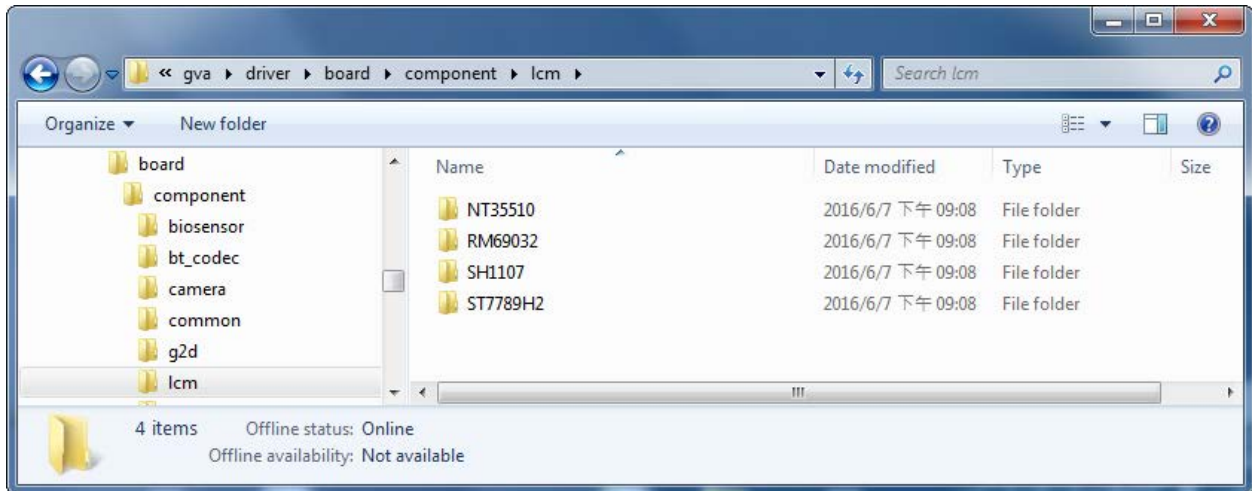 « gva ▸ driver ▸ board ▸ component ▸ lcm ▸
Search lcm
Organize ▼ New folder
board
component
biosensor
bt_codec
camera
common
g2d
lcm
Name Date modified Type Size
NT35510 2016/6/7 下午 09:08 File folder
RM69032 2016/6/7 下午 09:08 File folder
SH1107 2016/6/7 下午 09:08 File folder
ST7789H2 2016/6/7 下午 09:08 File folder
4 items Offline status: Online
Offline availability: Not available